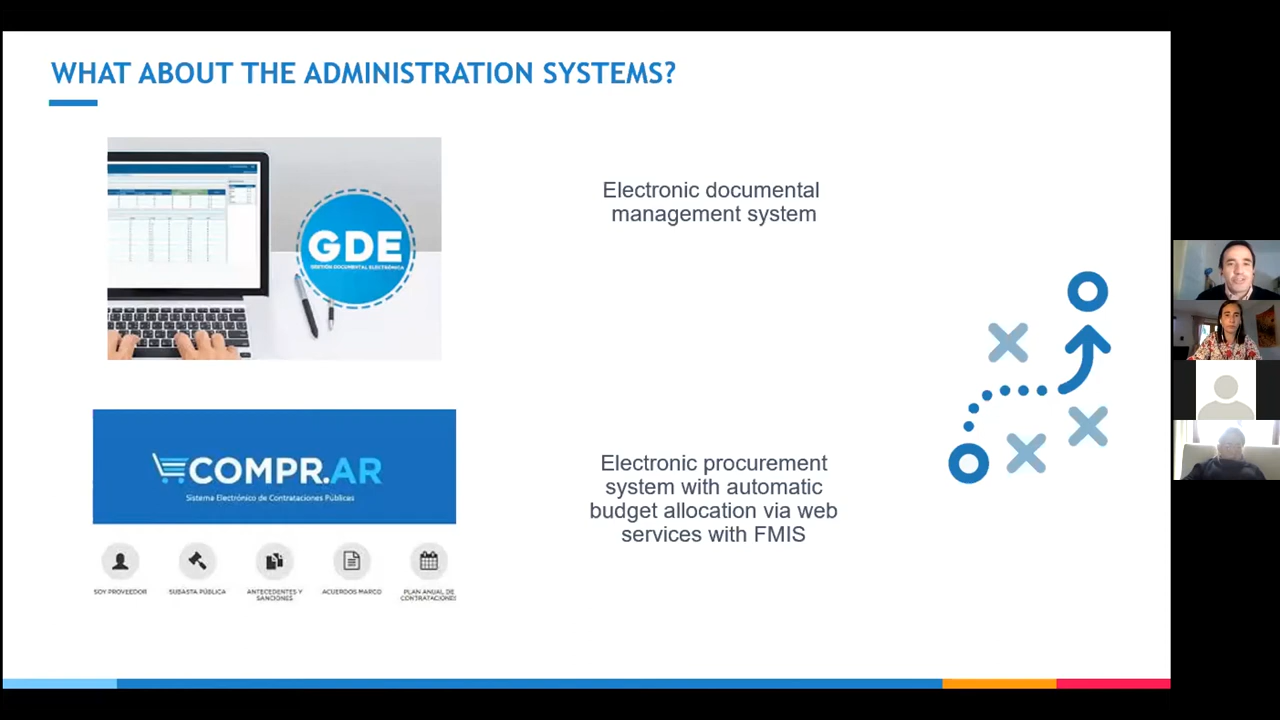 WHAT ABOUT THE ADMINISTRATION SYSTEMS?
GDE
GESTIÓN DOCUMENTAL ELECTRÓNICA
Electronic documental
management system
COMPR.AR
Sistema Electrónico de Contrataciones Públicas
SOY PROVEEDOR
SUBASTA PÚBLICA
ANTECEDENTES Y
SANCIONES
ACUERDOS MARCO
PLAN ANUAL DE
CONTRATACIONES
Electronic procurement
system with automatic
budget allocation via web
services with FMIS